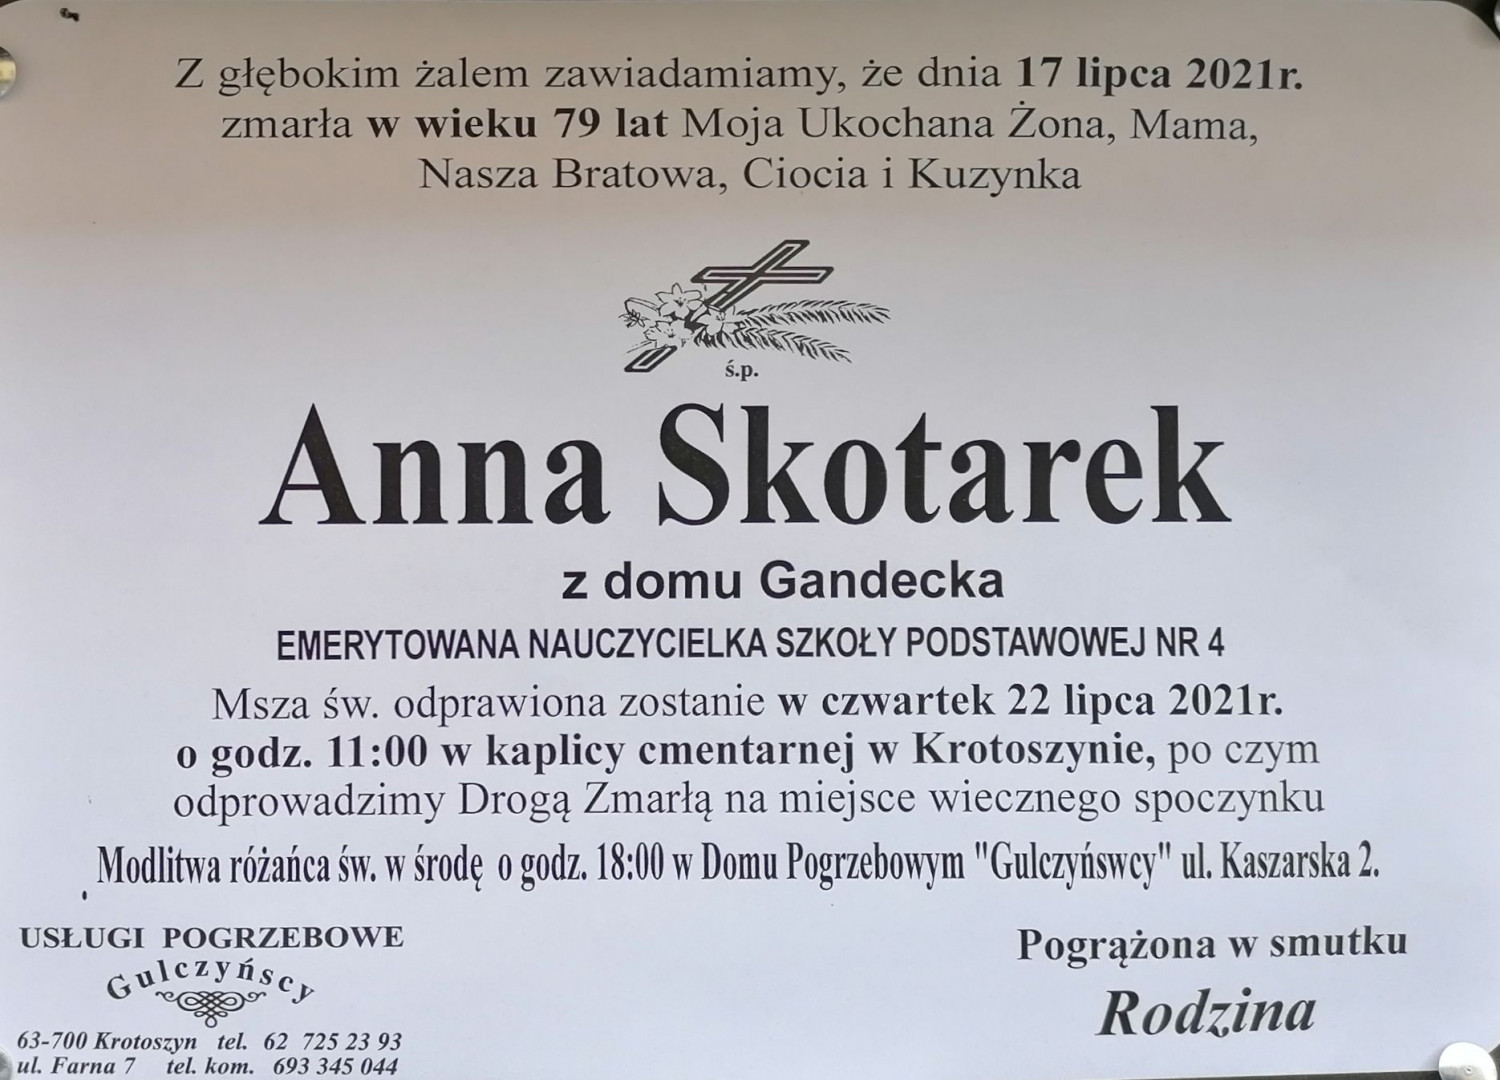 Z głębokim żalem zawiadamiamy, że dnia 17 lipca 2021r.
zmarła w wieku 79 lat Moja Ukochana Żona, Mama,
Nasza Bratowa, Ciocia i Kuzynka
ś.p.
Anna Skotarek
z domu Gandecka
EMERYTOWANA NAUCZYCIELKA SZKOŁY PODSTAWOWEJ NR 4
Msza św. odprawiona zostanie w czwartek 22 lipca 2021r.
o godz. 11:00 w kaplicy cmentarnej w Krotoszynie, po czym
odprowadzimy Drogą Zmarłą na miejsce wiecznego spoczynku
Modlitwa różańca św. w środę o godz. 18:00 w Domu Pogrzebowym "Gulczyńswcy" ul. Kaszarska 2.
USŁUGI POGRZEBOWE
Gulczyńscy
63-700 Krotoszyn tel. 62 725 23 93
ul. Farna 7 tel. kom. 693 345 044
Pogrążona w smutku
Rodzina